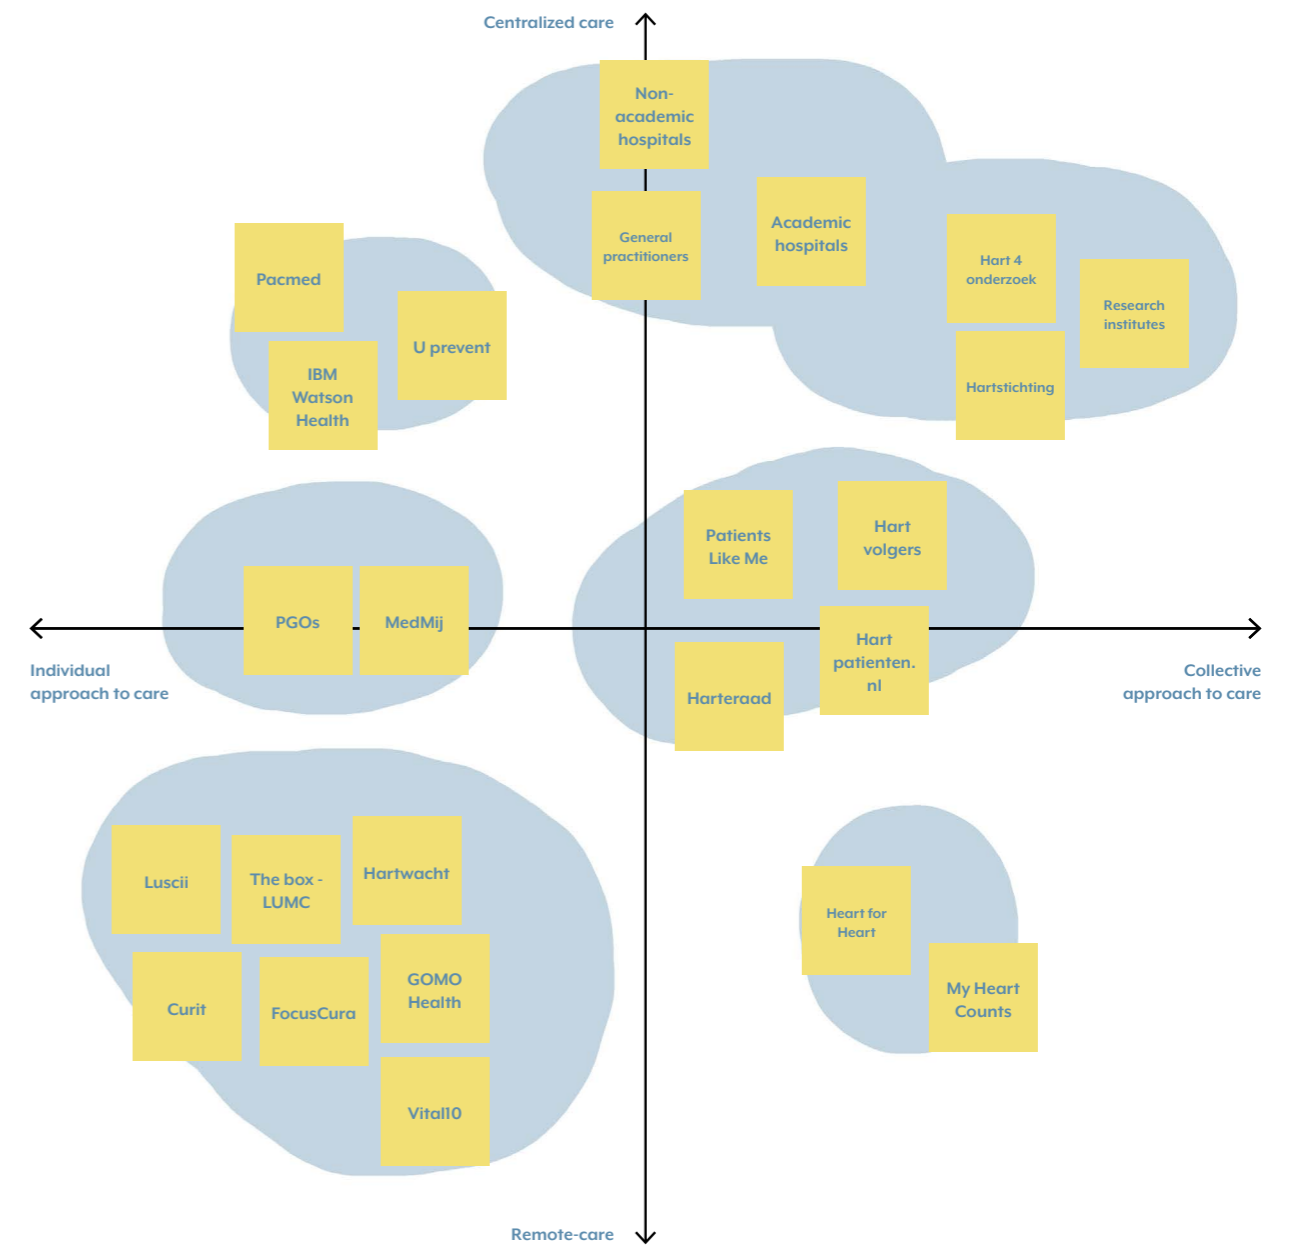 Centralized care
Non-
academic
hospitals
General
practitioners
Academic
hospitals
Hart 4
onderzoek
Research
institutes
Hartstichting
Pacmed
U prevent
IBM
Watson
Health
Patients
Like Me
Hart
volgers
PGOs
MedMij
Hart
patienten.
nl
Harteraad
Individual
approach to care
Collective
approach to care
Luscii
The box -
LUMC
Hartwacht
Curit
FocusCura
GOMO
Health
Vital10
Heart for
Heart
My Heart
Counts
Remote-care